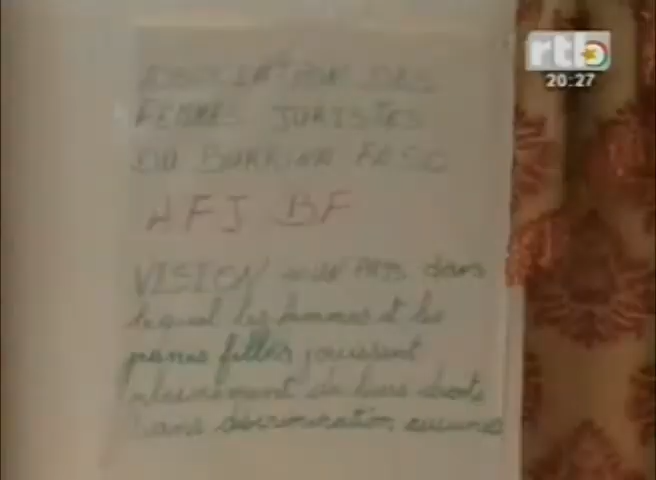 rtb
20:27
ASSOCIATION DES
FEMMES JURISTES
DU BURKINA FASO
AFJ BF
VISION un PAYS dans
lequel les femmes et les
jeunes filles jouissent
pleinement de leurs droits
sans discrimination aucune